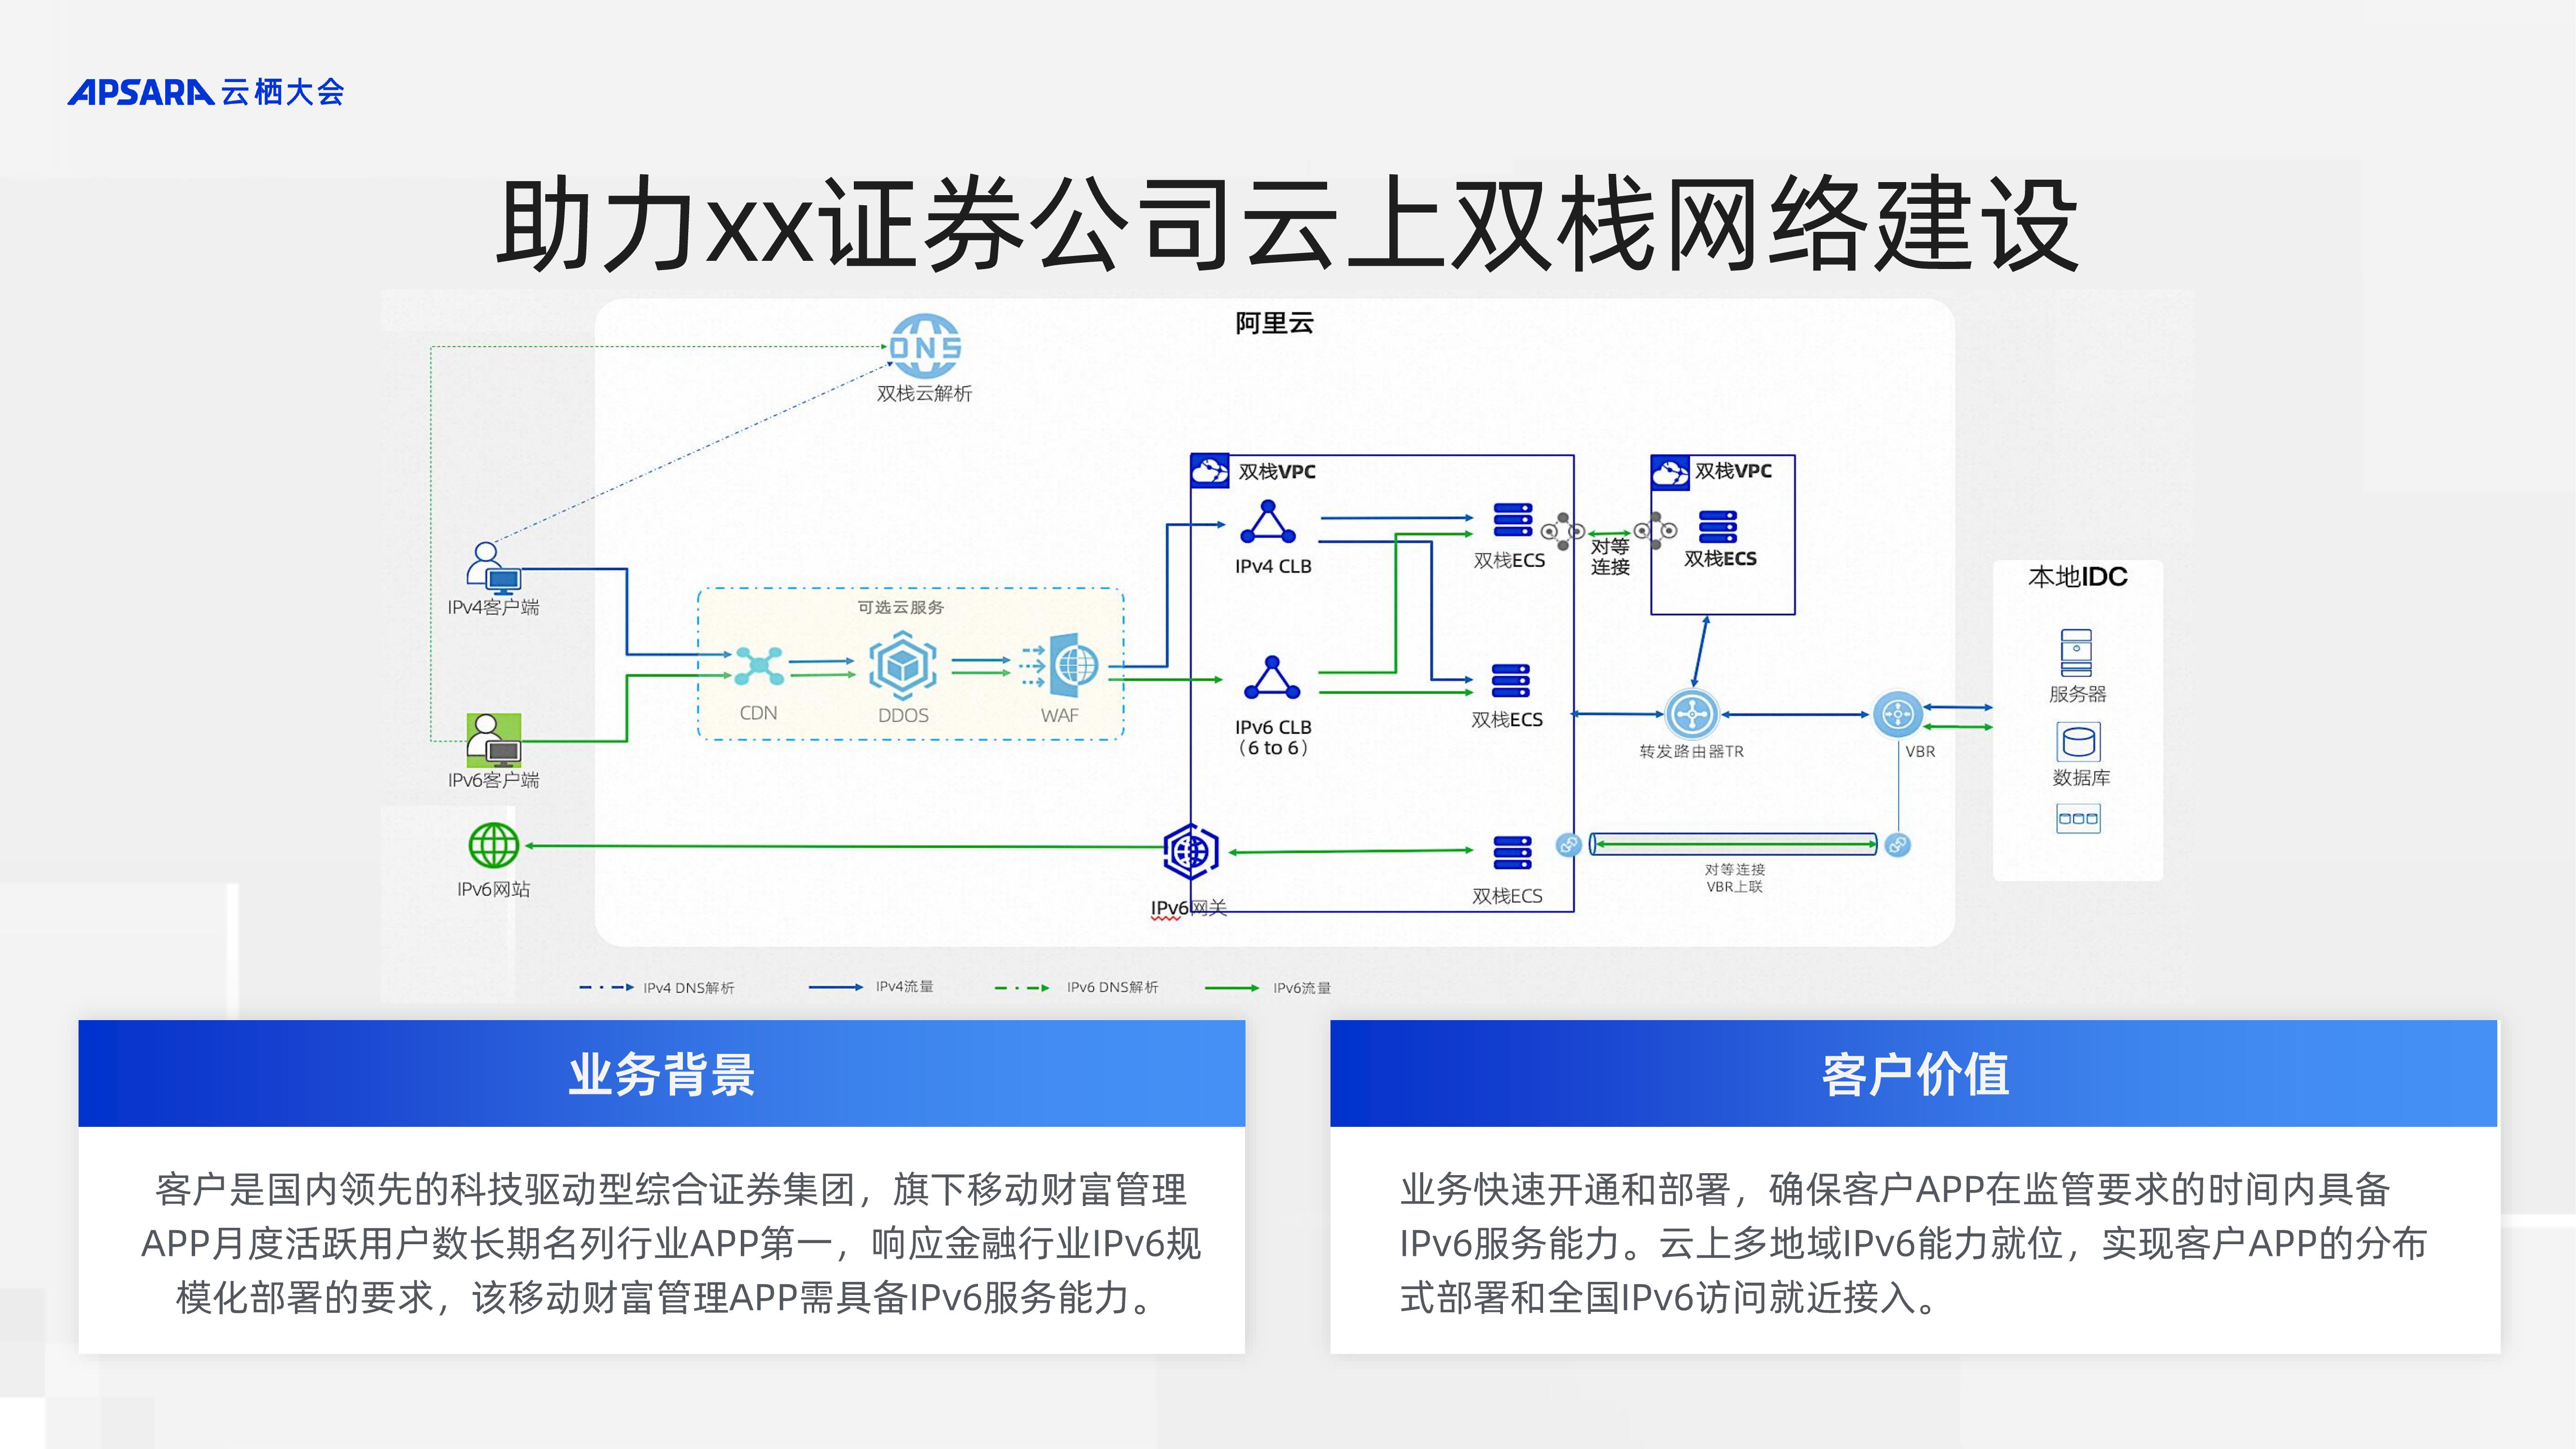 APSARA 云栖大会
助力xx证券公司云上双栈网络建设
阿里云
DNS
双栈云解析
双栈VPC
双栈VPC
IPv4 CLB
双栈ECS
对等
连接
双栈ECS
IPv4客户端
可选云服务
CDN
DDOS
WAF
IPv6 CLB
（6 to 6）
双栈ECS
转发路由器TR
VBR
本地IDC
服务器
数据库
IPv6客户端
IPv6网站
IPv6网关
双栈ECS
对等连接
VBR上联
IPv4 DNS解析
IPv4流量
IPv6 DNS解析
IPv6流量
业务背景
客户是国内领先的科技驱动型综合证券集团，旗下移动财富管理
APP月度活跃用户数长期名列行业APP第一，响应金融行业IPv6规
模化部署的要求，该移动财富管理APP需具备IPv6服务能力。
客户价值
业务快速开通和部署，确保客户APP在监管要求的时间内具备
IPv6服务能力。云上多地域IPv6能力就位，实现客户APP的分布
式部署和全国IPv6访问就近接入。